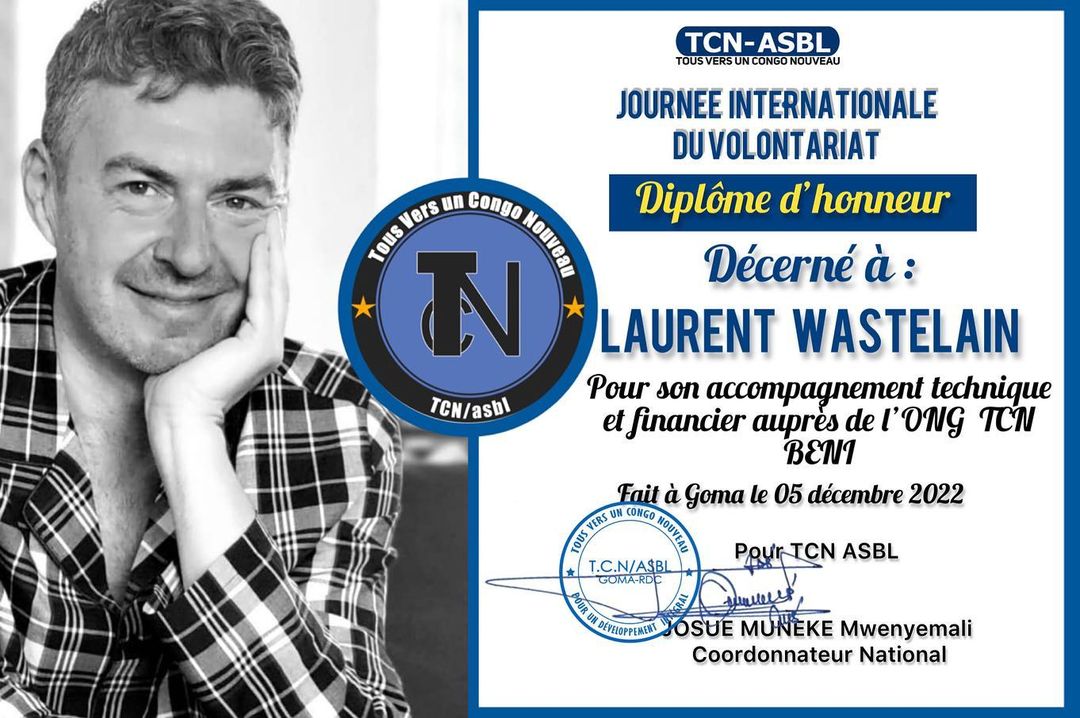 TCN-ASBL
TOUS VERS UN CONGO NOUVEAU
JOURNEE INTERNATIONALE
DU VOLONTARIAT
Diplôme d'honneur
Décerné à :
LAURENT WASTELAIN
Pour son accompagnement technique
et financier auprès de l'ONG TCN
BENI
Fait à Goma le 05 décembre 2022
Pour TCN ASBL
JOSUE MUNEKE Mwenyemali
Coordonnateur National
Tous Vers un Congo Nouveau
TCN
TCN/asbl
TOUS VERS UN CONGO NOUVEAU
T.C.N/ASBL
GOMA-RDC
POUR UN DÉVELOPPEMENT INTÉGRAL